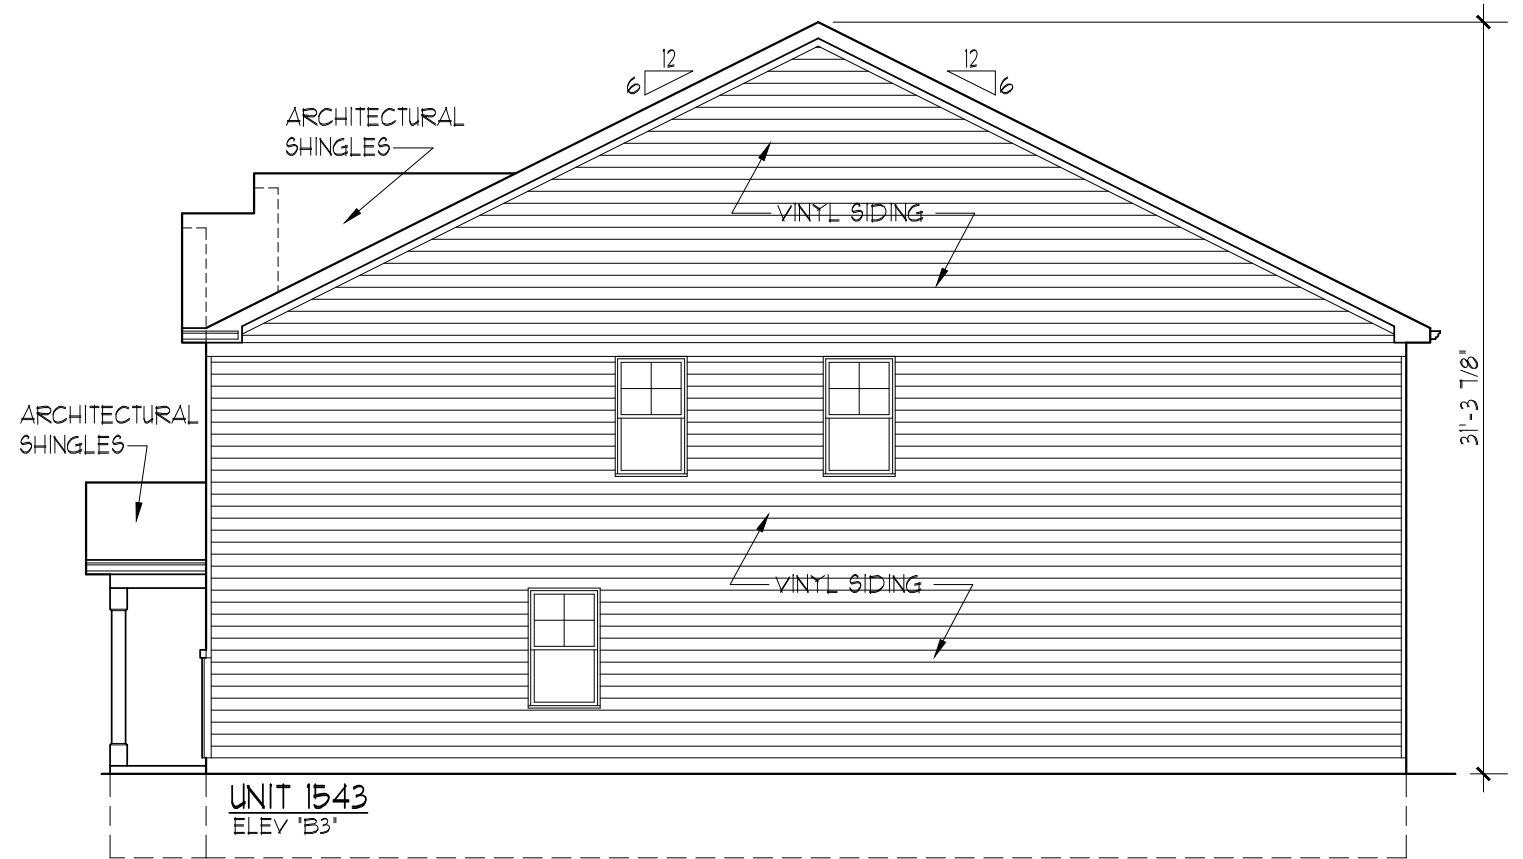 12
6
12
6
ARCHITECTURAL
SHINGLES
VINYL SIDING
31'-3 7/8"
ARCHITECTURAL
SHINGLES
VINYL SIDING
UNIT 1543
ELEV "B3"